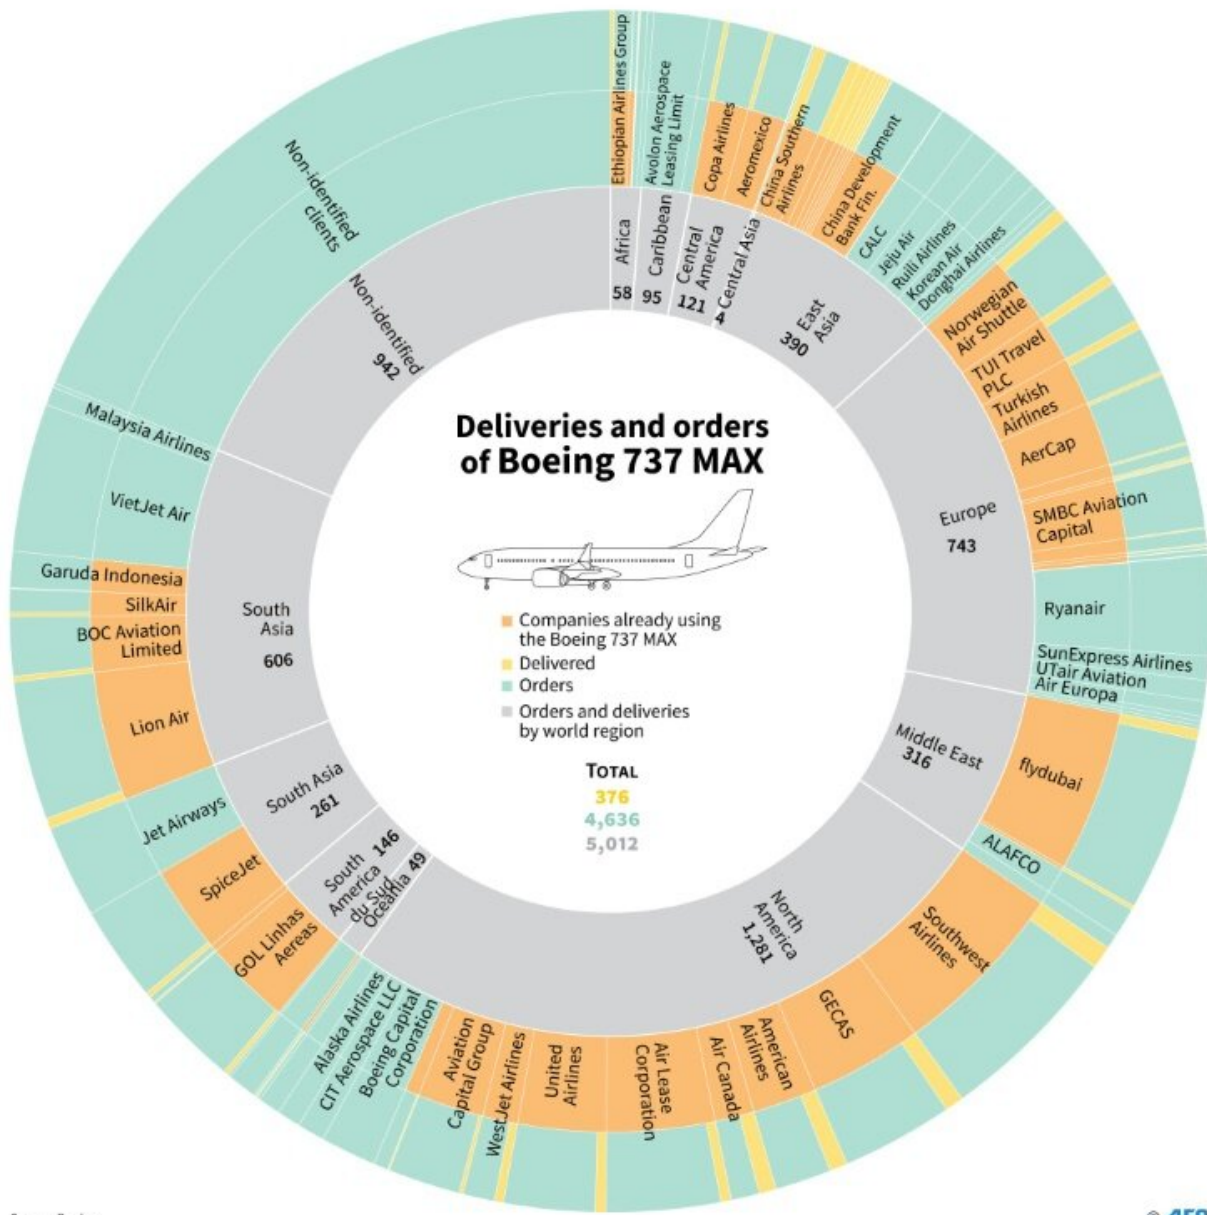 Deliveries and orders
of Boeing 737 MAX
Companies already using
the Boeing 737 MAX
Delivered
Orders
Orders and deliveries
by world region
TOTAL
376
4,636
5,012
Africa
58
Ethiopian Airlines Group
Caribbean
95
Avolon Aerospace
Leasing Limit
Central
America
121
Copa Airlines
Aeromexico
Central Asia
4
East
Asia
390
China Southern
Airlines
China Development
Bank Fin.
CALC
Jeju Air
Ruili Airlines
Korean Air
Donghai Airlines
Europe
743
Norwegian
Air Shuttle
TUI Travel
PLC
Turkish
Airlines
AerCap
SMBC Aviation
Capital
Ryanair
SunExpress Airlines
UTair Aviation
Air Europa
Middle East
316
flydubai
ALAFCO
North
America
1,281
Southwest
Airlines
GECAS
American
Airlines
Air Canada
Air Lease
Corporation
United
Airlines
WestJet Airlines
Aviation
Capital Group
Boeing Capital
Corporation
CIT Aerospace LLC
Alaska Airlines
Oceania 49
South
America
du Sud
146
GOL Linhas
Aereas
South Asia
261
SpiceJet
Jet Airways
South
Asia
606
Lion Air
BOC Aviation
Limited
SilkAir
Garuda Indonesia
VietJet Air
Malaysia Airlines
Non-identified
942
Non-identified
clients